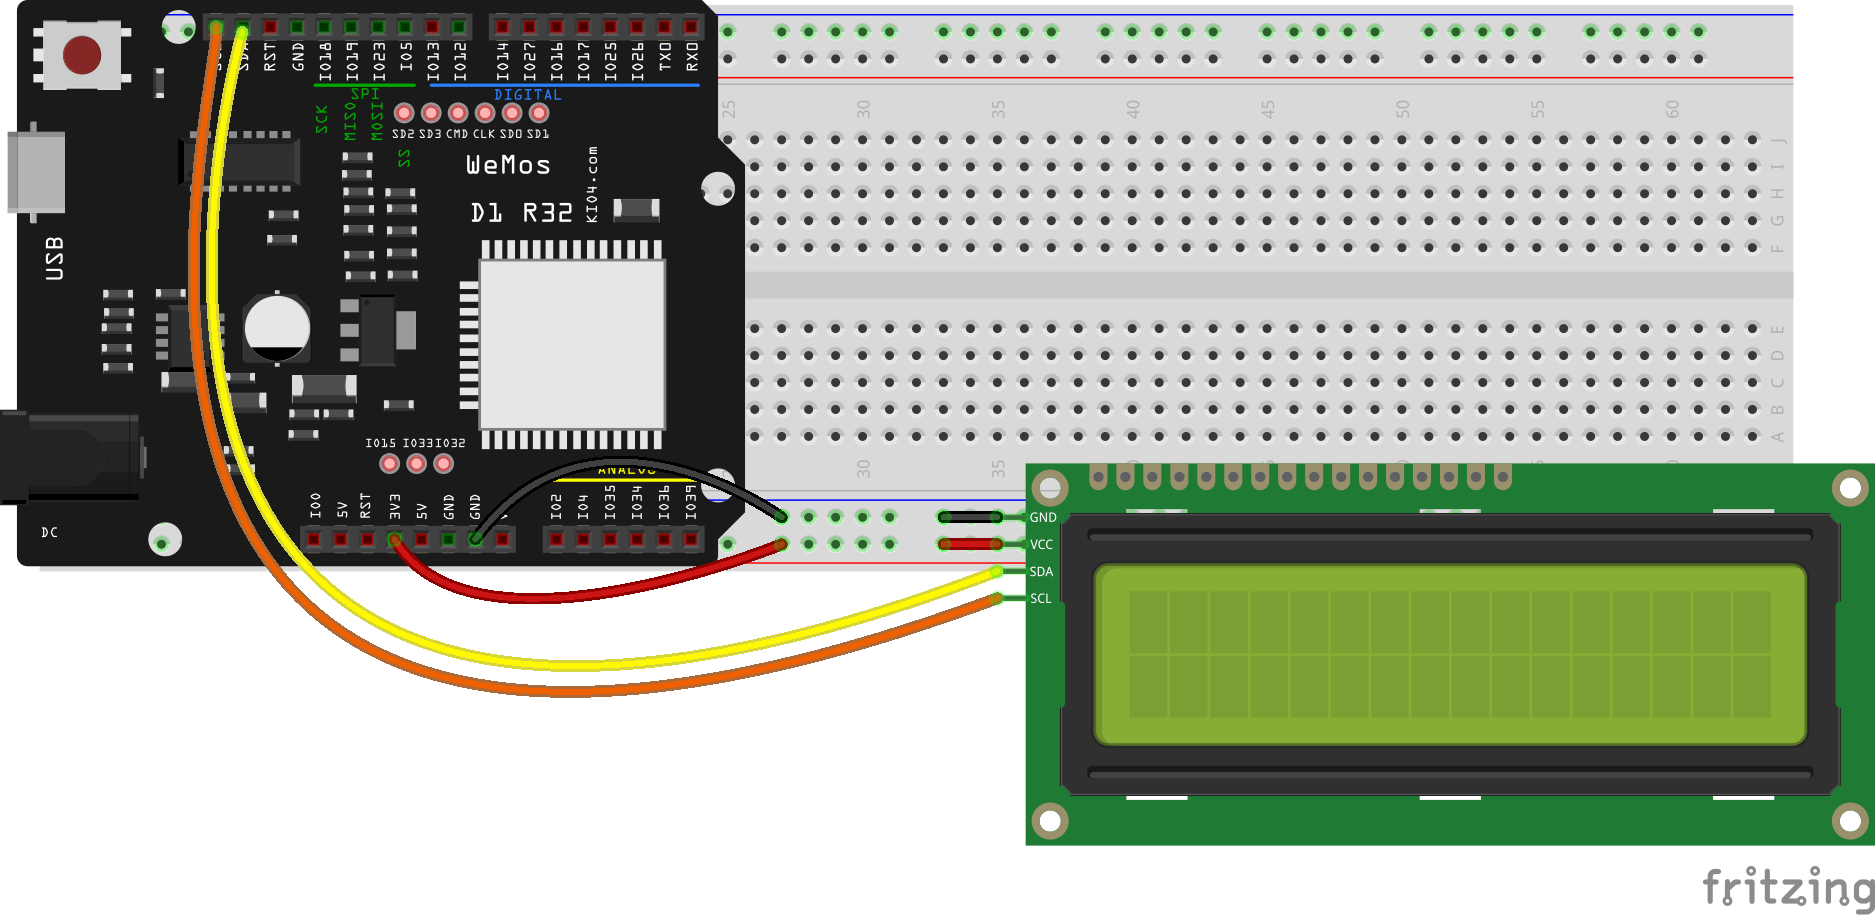 SCL
SDA
RST
GND
IO18
IO19
IO23
IO5
IO13
IO12
IO14
IO27
IO16
IO17
IO25
IO26
TXD
RXD
SPI
DIGITAL
SCK
MISO
MOSI
SS
SD2 SD3 CMD CLK SD0 SD1
WeMos
D1 R32
KIO4.com
USB
DC
IO15 IO33 IO32
ANALOG
IO0
5V
RST
3V3
5V
GND
GND
IO2
IO4
IO35
IO34
IO36
IO39
25
30
35
40
45
50
55
60
J
I
H
G
F
E
D
C
B
A
30
35
GND
VCC
SDA
SCL
fritzing